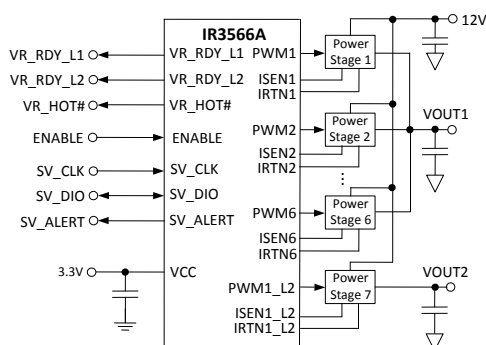 IR3566A
12V
VR_RDY_L1
VR_RDY_L1
PWM1
Power Stage 1
VR_RDY_L2
VR_RDY_L2
ISEN1
VR_HOT#
VR_HOT#
IRTN1
VOUT1
ENABLE
ENABLE
PWM2
Power Stage 2
ISEN2
SV_CLK
SV_CLK
IRTN2
SV_DIO
SV_DIO
...
SV_ALERT
SV_ALERT
PWM6
Power Stage 6
ISEN6
IRTN6
3.3V
VCC
VOUT2
PWM1_L2
Power Stage 7
ISEN1_L2
IRTN1_L2